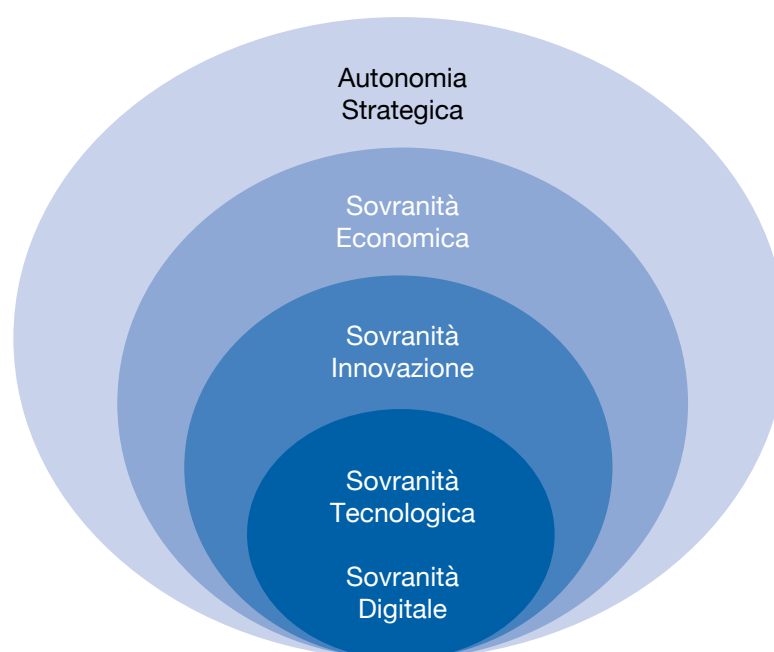 Autonomia
Strategica
Sovranità
Economica
Sovranità
Innovazione
Sovranità
Tecnologica
Sovranità
Digitale